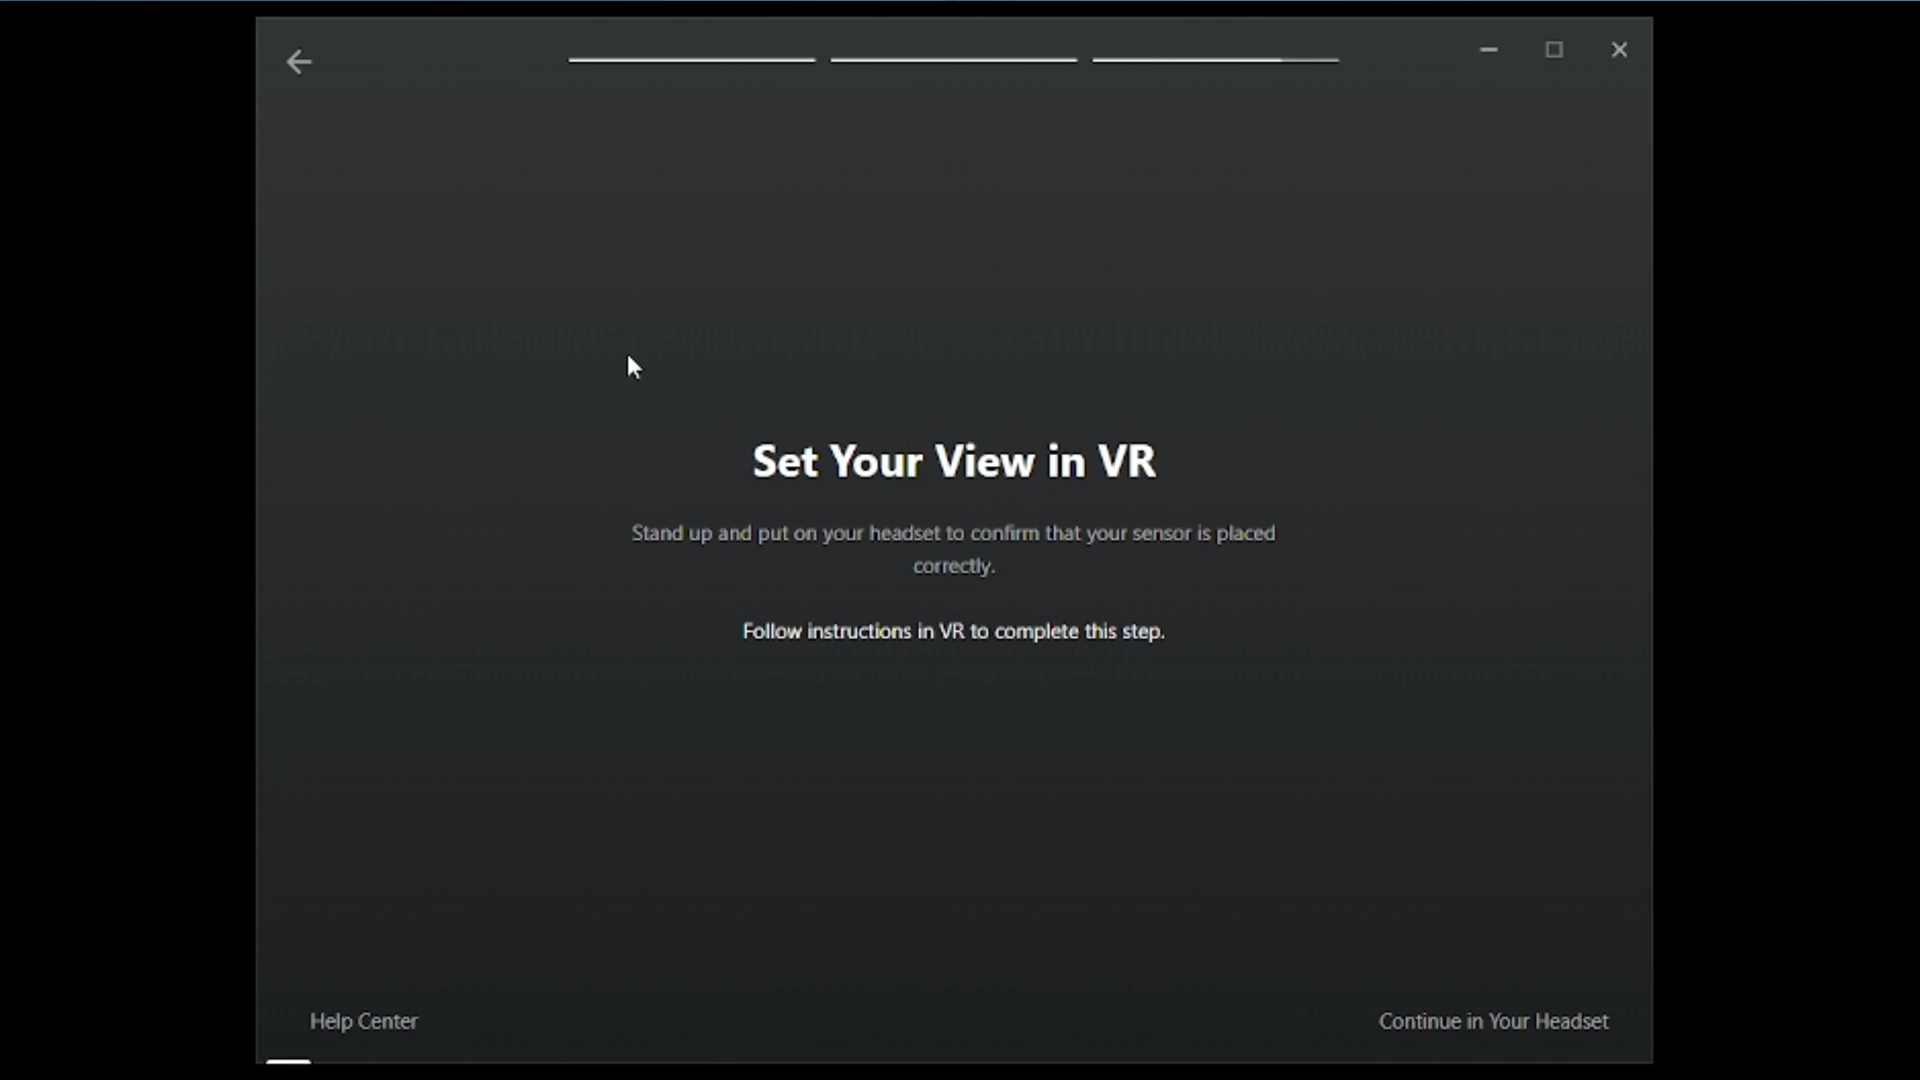 Set Your View in VR
Stand up and put on your headset to confirm that your sensor is placed
correctly.
Follow instructions in VR to complete this step.
Help Center
Continue in Your Headset